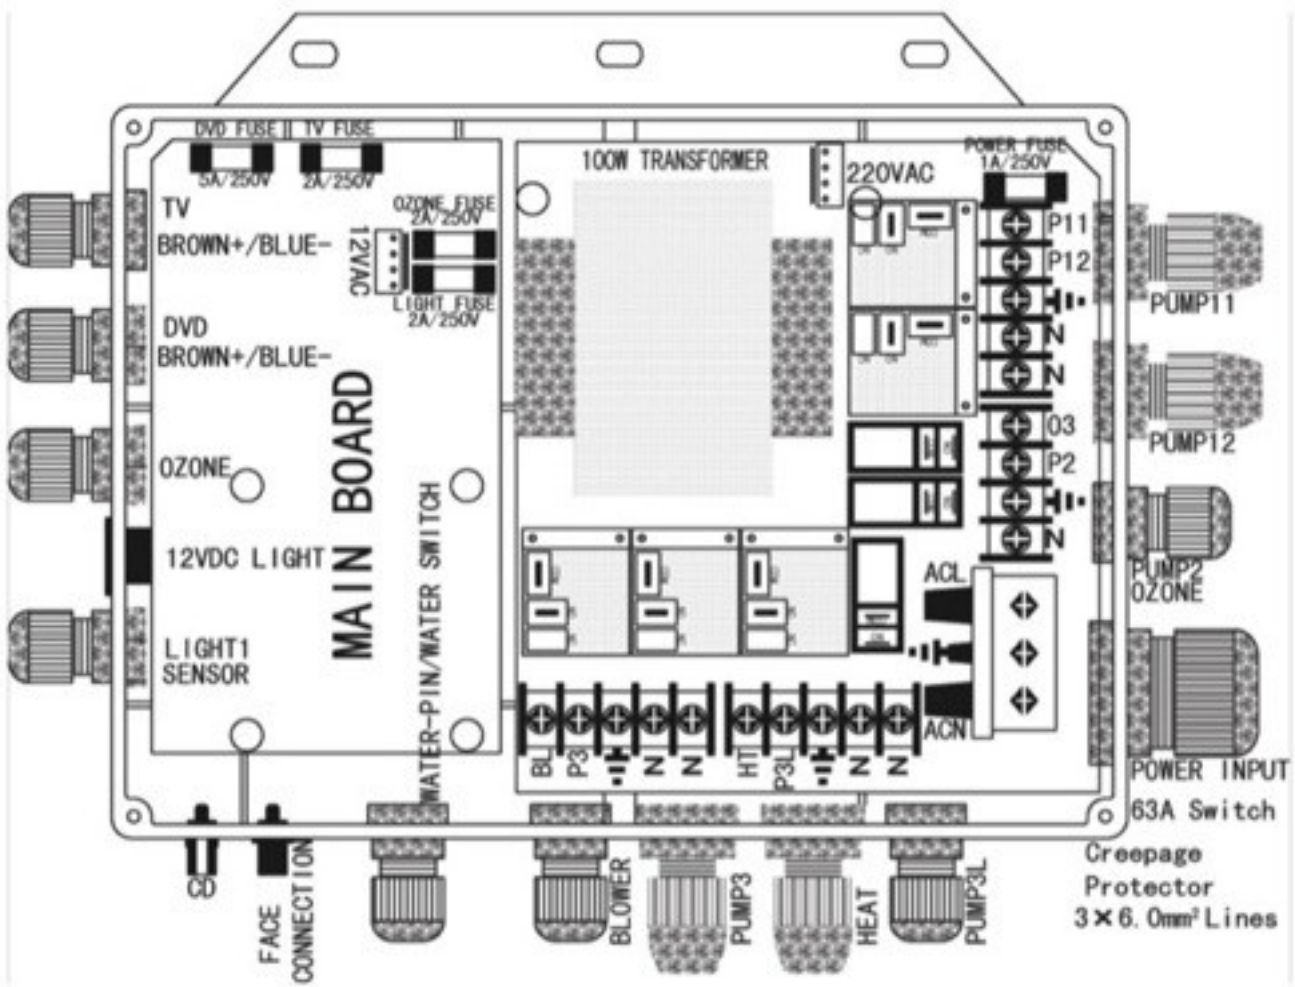 DVD FUSE
5A/250V
TV FUSE
2A/250V
TV
BROWN+/BLUE-
OZONE FUSE
2A/250V
12VAC
LIGHT FUSE
2A/250V
DVD
BROWN+/BLUE-
OZONE
12VDC LIGHT
LIGHT1
SENSOR
MAIN BOARD
WATER-PIN/WATER SWITCH
100W TRANSFORMER
220VAC
POWER FUSE
1A/250V
P11
P12
N
N
O3
P2
N
PUMP11
PUMP12
PUMP2
OZONE
ACL
ACN
BL
P3
N
N
HT
P3L
N
N
POWER INPUT
63A Switch
Creepage
Protector
3×6.0mm² Lines
CD
FACE
CONNECTION
BLOWER
PUMP3
HEAT
PUMP3L